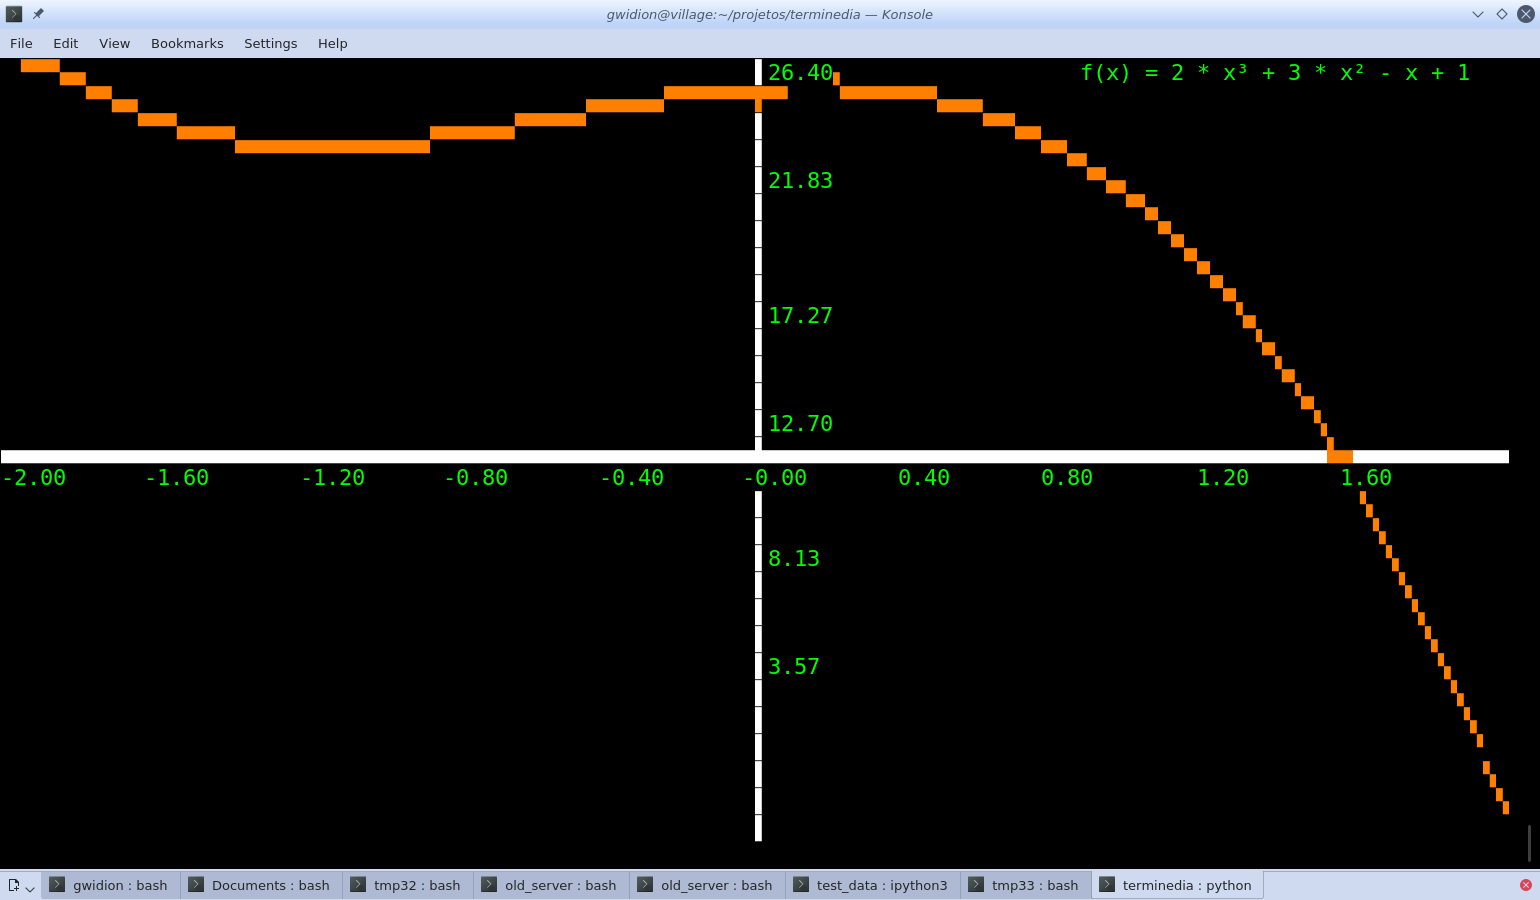 gwidion@village:~/projetos/terminedia — Konsole
File Edit View Bookmarks Settings Help
26.40 f(x) = 2 * x³ + 3 * x² - x + 1
21.83
17.27
12.70
-2.00 -1.60 -1.20 -0.80 -0.40 -0.00 0.40 0.80 1.20 1.60
8.13
3.57
gwidion : bash Documents : bash tmp32 : bash old_server : bash old_server : bash test_data : ipython3 tmp33 : bash terminedia : python